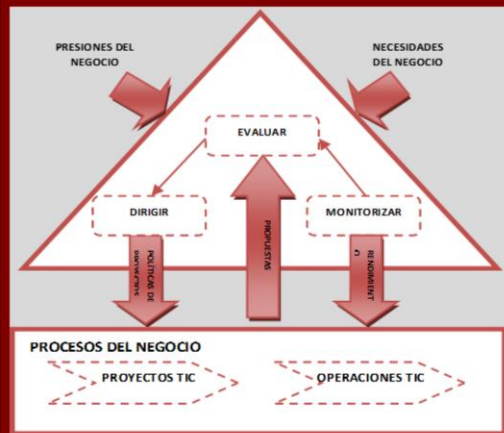 PRESIONES DEL
NEGOCIO
NECESIDADES
DEL NEGOCIO
EVALUAR
DIRIGIR
MONITORIZAR
POLÍTICAS DE
PROPUESTAS
RENDIMIENT
O
PROCESOS DEL NEGOCIO
PROYECTOS TIC
OPERACIONES TIC